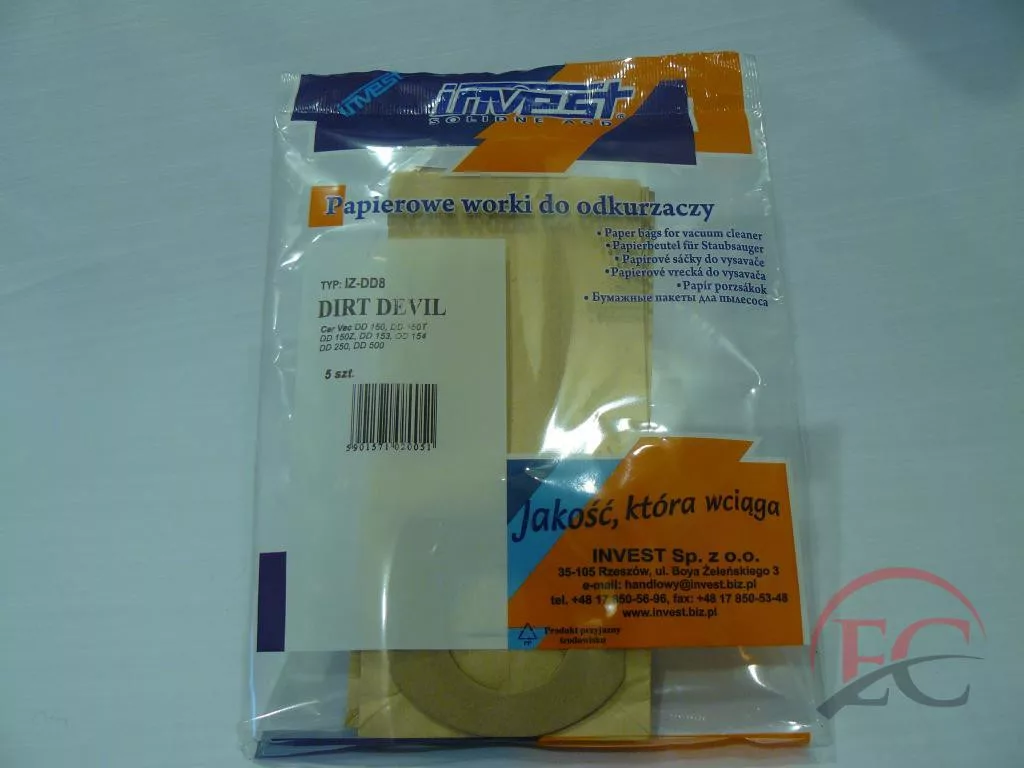 invest
invest®
SOLIDNE AGD
Papierowe worki do odkurzaczy
• Paper bags for vacuum cleaner
• Papierbeutel für Staubsauger
• Papírové sáčky do vysavače
• Papierové vrecká do vysávača
• Papír porzsákok
• Бумажные пакеты для пылесоса
TYP: IZ-DD8
DIRT DEVIL
Car Vac DD 150, DD 150T
DD 150Z, DD 153, DD 154
DD 250, DD 500
5 szt.
5901571020051
Jakość, która wciąga
INVEST Sp. z o.o.
35-105 Rzeszów, ul. Boya Żeleńskiego 3
e-mail: handlowy@invest.biz.pl
tel. +48 17 850-56-96, fax: +48 17 850-53-48
www.invest.biz.pl
Produkt przyjazny
środowisku
PP
EC